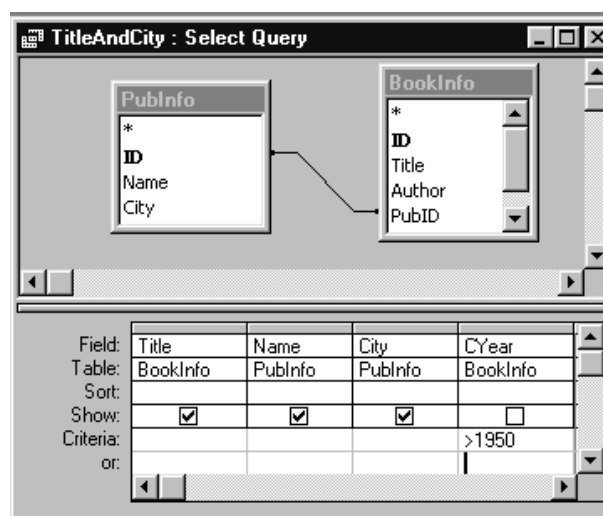 TitleAndCity : Select Query
PubInfo
*
ID
Name
City
BookInfo
*
ID
Title
Author
PubID
Field: Title Name City CYear
Table: BookInfo PubInfo PubInfo BookInfo
Sort:
Show:
Criteria: >1950
or: